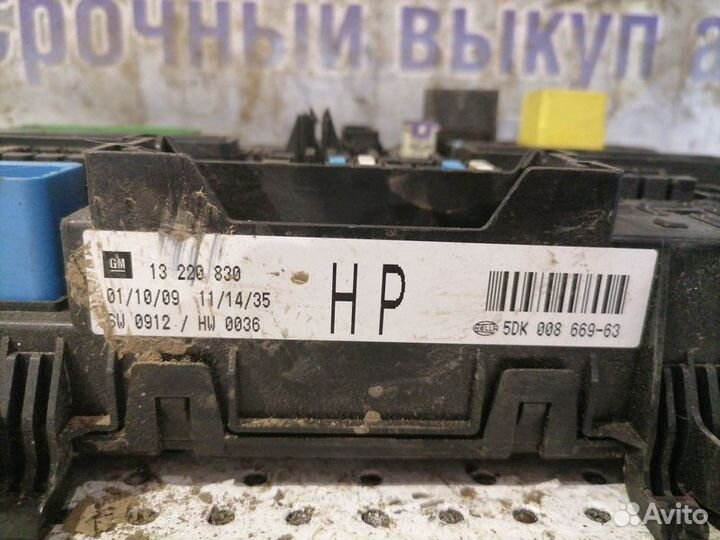 срочный выкуп а
GM 13 220 830
01/10/09 11/14/35
SW 0912 / HW 0036
HP
HELLA 5DK 008 669-63
Avito